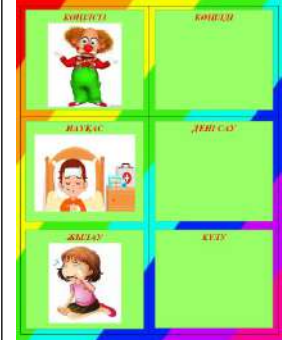 КӨҢІЛСІЗ
КӨҢІЛДІ
НАУҚАС
ДЕНІ САУ
ЖЫЛАУ
КҮЛУ